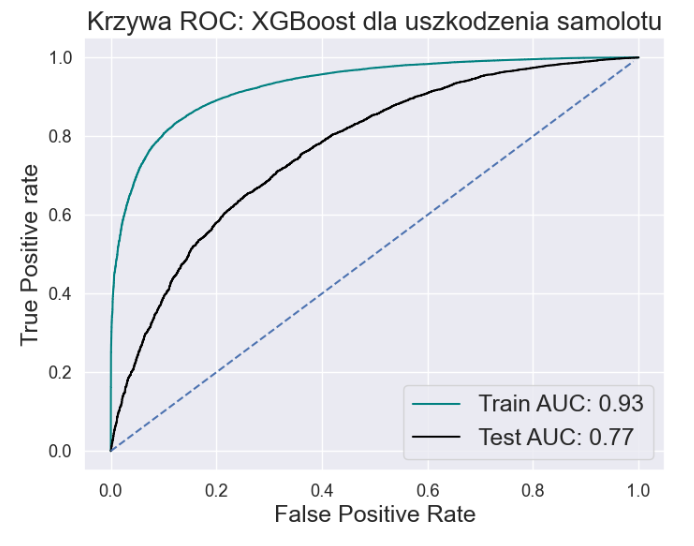 Krzywa ROC: XGBoost dla uszkodzenia samolotu
True Positive rate
1.0
0.8
0.6
0.4
0.2
0.0
Train AUC: 0.93
Test AUC: 0.77
0.0 0.2 0.4 0.6 0.8 1.0
False Positive Rate